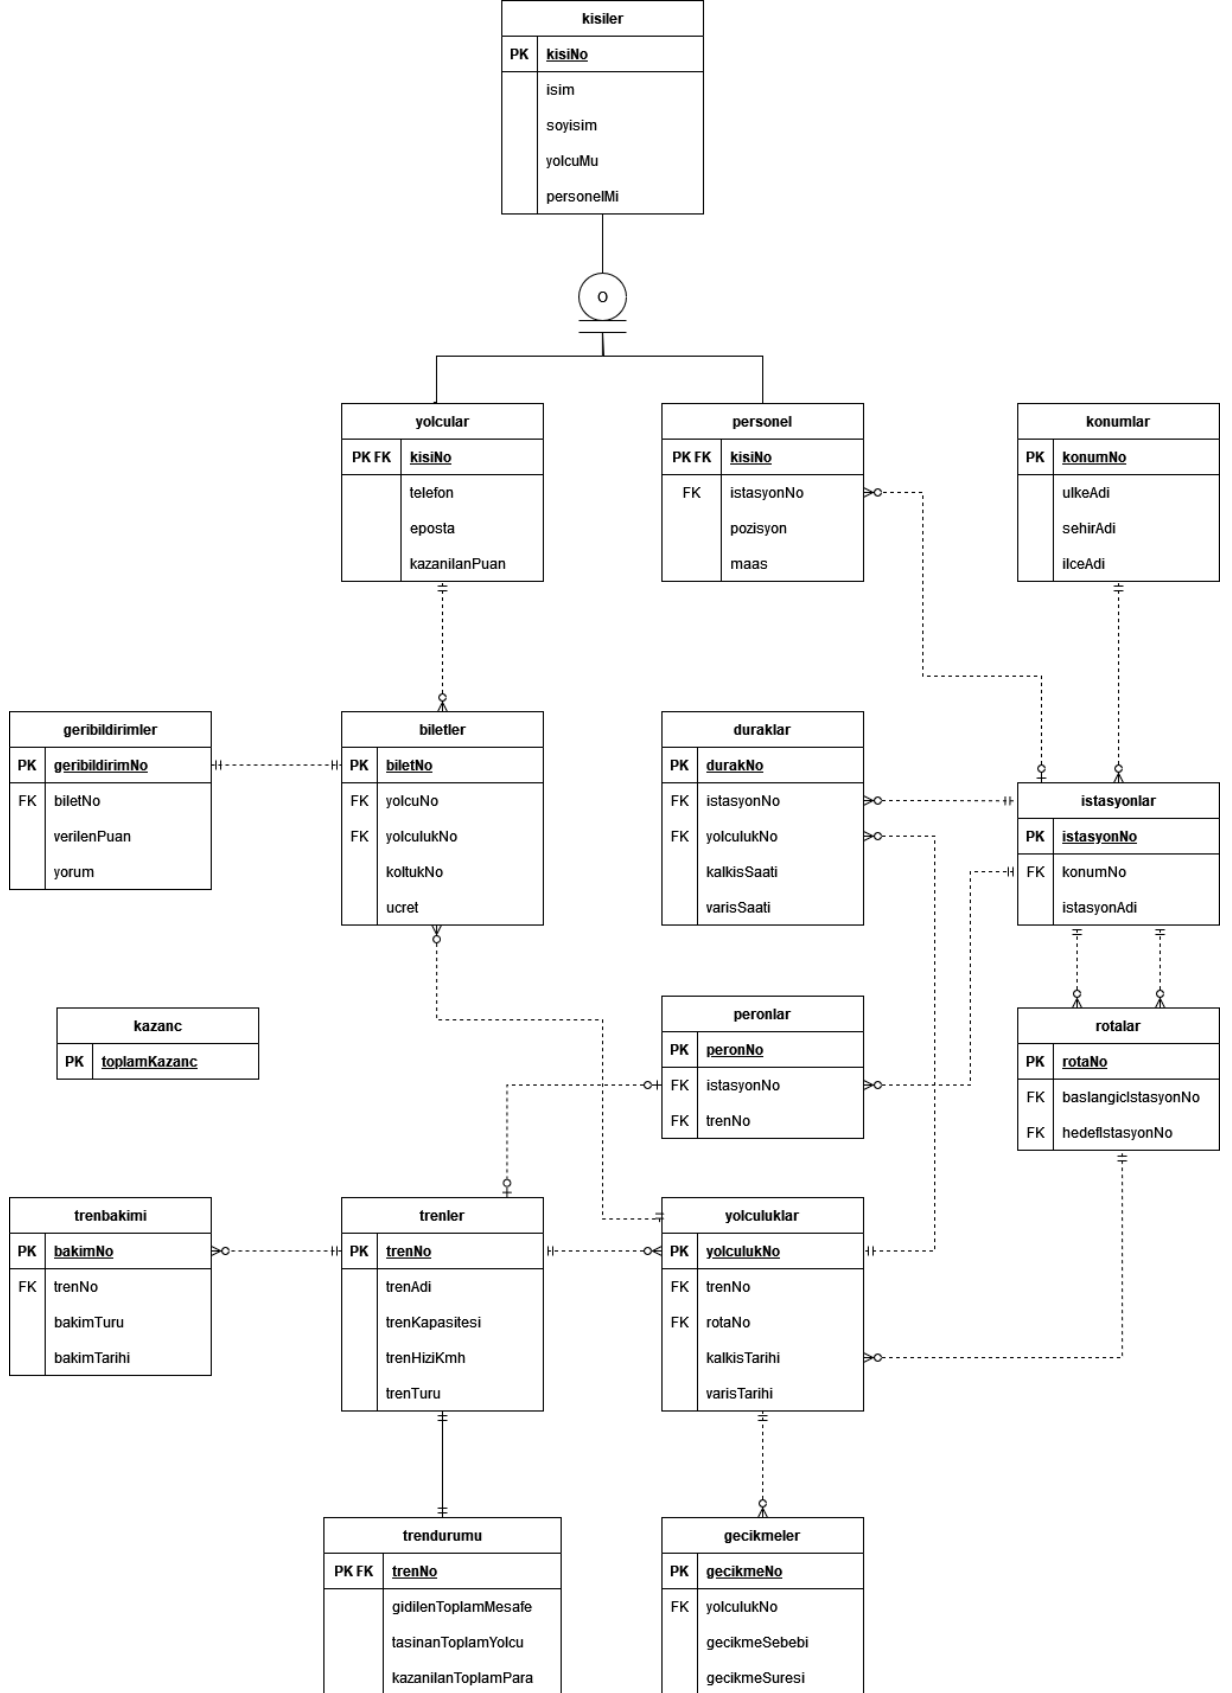 kisiler
PK kisiNo
isim
soyisim
yolcuMu
personelMi
O
yolcular
PK FK kisiNo
telefon
eposta
kazanilanPuan
personel
PK FK kisiNo
FK istasyonNo
pozisyon
maas
konumlar
PK konumNo
ulkeAdi
sehirAdi
ilceAdi
geribildirimler
PK geribildirimNo
FK biletNo
verilenPuan
yorum
biletler
PK biletNo
FK yolcuNo
FK yolculukNo
koltukNo
ucret
duraklar
PK durakNo
FK istasyonNo
FK yolculukNo
kalkisSaati
varisSaati
istasyonlar
PK istasyonNo
FK konumNo
istasyonAdi
kazanc
PK toplamKazanc
peronlar
PK peronNo
FK istasyonNo
FK trenNo
rotalar
PK rotaNo
FK baslangicIstasyonNo
FK hedefIstasyonNo
trenbakimi
PK bakimNo
FK trenNo
bakimTuru
bakimTarihi
trenler
PK trenNo
trenAdi
trenKapasitesi
trenHiziKmh
trenTuru
yolculuklar
PK yolculukNo
FK trenNo
FK rotaNo
kalkisTarihi
varisTarihi
trendurumu
PK FK trenNo
gidilenToplamMesafe
tasinanToplamYolcu
kazanilanToplamPara
gecikmeler
PK gecikmeNo
FK yolculukNo
gecikmeSebebi
gecikmeSuresi